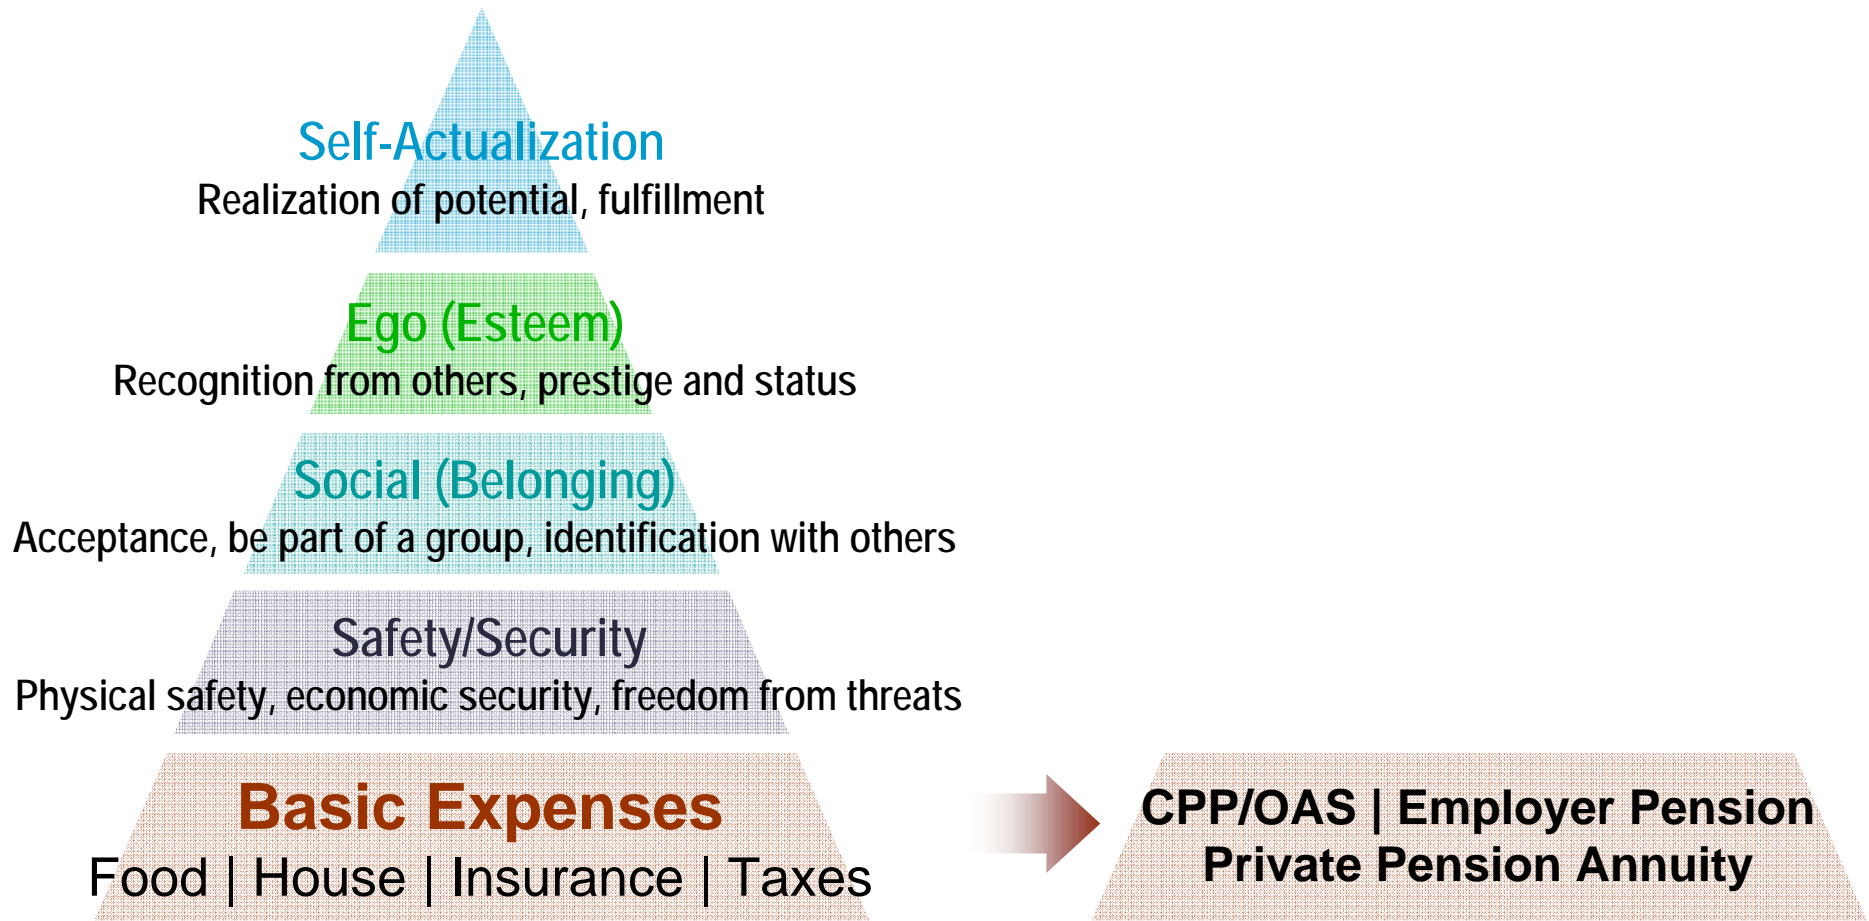 Self-Actualization
Realization of potential, fulfillment
Ego (Esteem)
Recognition from others, prestige and status
Social (Belonging)
Acceptance, be part of a group, identification with others
Safety/Security
Physical safety, economic security, freedom from threats
Basic Expenses
Food | House | Insurance | Taxes
CPP/OAS | Employer Pension
Private Pension Annuity